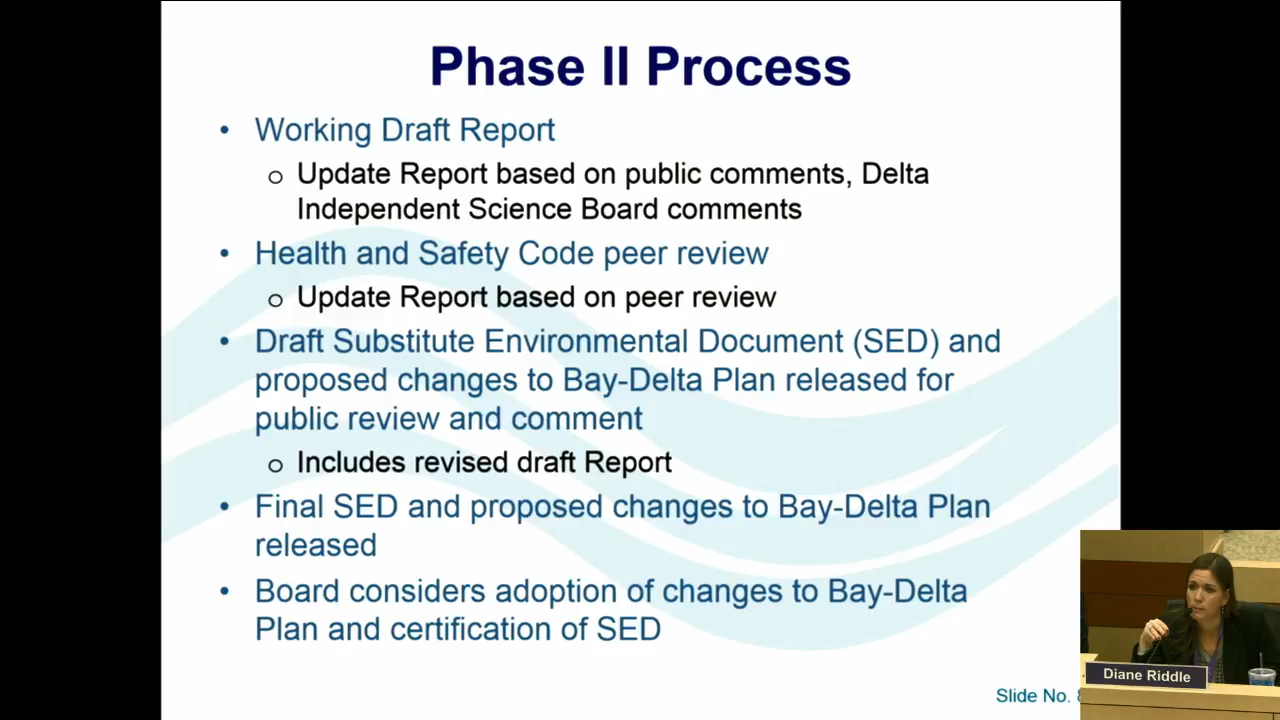 Phase II Process
• Working Draft Report
o Update Report based on public comments, Delta
Independent Science Board comments
• Health and Safety Code peer review
o Update Report based on peer review
• Draft Substitute Environmental Document (SED) and
proposed changes to Bay-Delta Plan released for
public review and comment
o Includes revised draft Report
• Final SED and proposed changes to Bay-Delta Plan
released
• Board considers adoption of changes to Bay-Delta
Plan and certification of SED
Slide No.
Diane Riddle